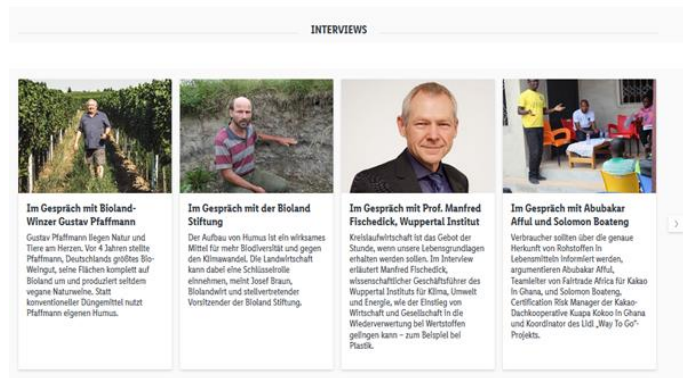 INTERVIEWS
Im Gespräch mit Bioland-
Winzer Gustav Pfaffmann
Gustav Pfaffmann liegen Natur und
Tiere am Herzen. Vor 4 Jahren stellte
Pfaffmann, Deutschlands größtes Bio-
Weingut, seine Flächen komplett auf
Bioland um und produziert seitdem
vegane Naturweine. Statt
konventioneller Düngemittel nutzt
Pfaffmann eigenen Humus.
Im Gespräch mit der Bioland
Stiftung
Der Aufbau von Humus ist ein wirksames
Mittel für mehr Biodiversität und gegen
den Klimawandel. Die Landwirtschaft
kann dabei eine Schlüsselrolle
einnehmen, meint Josef Braun,
Biolandwirt und stellvertretender
Vorsitzender der Bioland Stiftung.
Im Gespräch mit Prof. Manfred
Fischedick, Wuppertal Institut
Kreislaufwirtschaft ist das Gebot der
Stunde, wenn unsere Lebensgrundlagen
erhalten werden sollen. Im Interview
erläutert Manfred Fischedick,
wissenschaftlicher Geschäftsführer des
Wuppertal Instituts für Klima, Umwelt
und Energie, wie der Einstieg von
Wirtschaft und Gesellschaft in die
Wiederverwertung bei Wertstoffen
gelingen kann – zum Beispiel bei
Plastik.
Im Gespräch mit Abubakar
Afful und Solomon Boateng
Verbraucher sollten über die genaue
Herkunft von Rohstoffen in
Lebensmitteln informiert werden,
argumentieren Abubakar Afful,
Teamleiter von Fairtrade Africa für Kakao
in Ghana, und Solomon Boateng,
Certification Risk Manager der Kakao-
Dachkooperative Kuapa Kokoo in Ghana
und Koordinator des Lidl „Way To Go"-
Projekts.